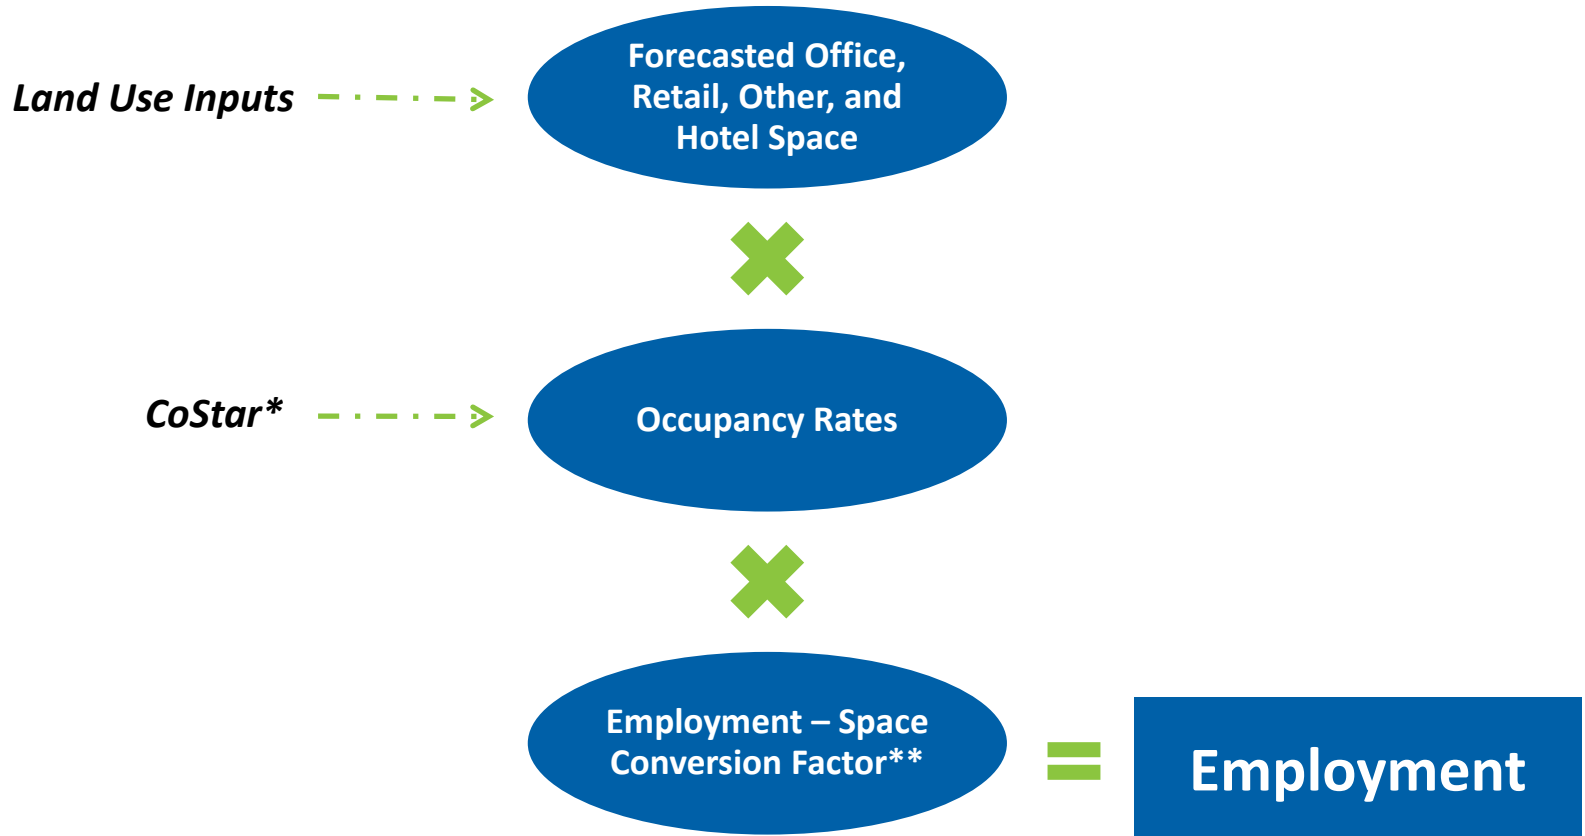 Land Use Inputs
Forecasted Office,
Retail, Other, and
Hotel Space
CoStar*
Occupancy Rates
Employment – Space
Conversion Factor**
Employment